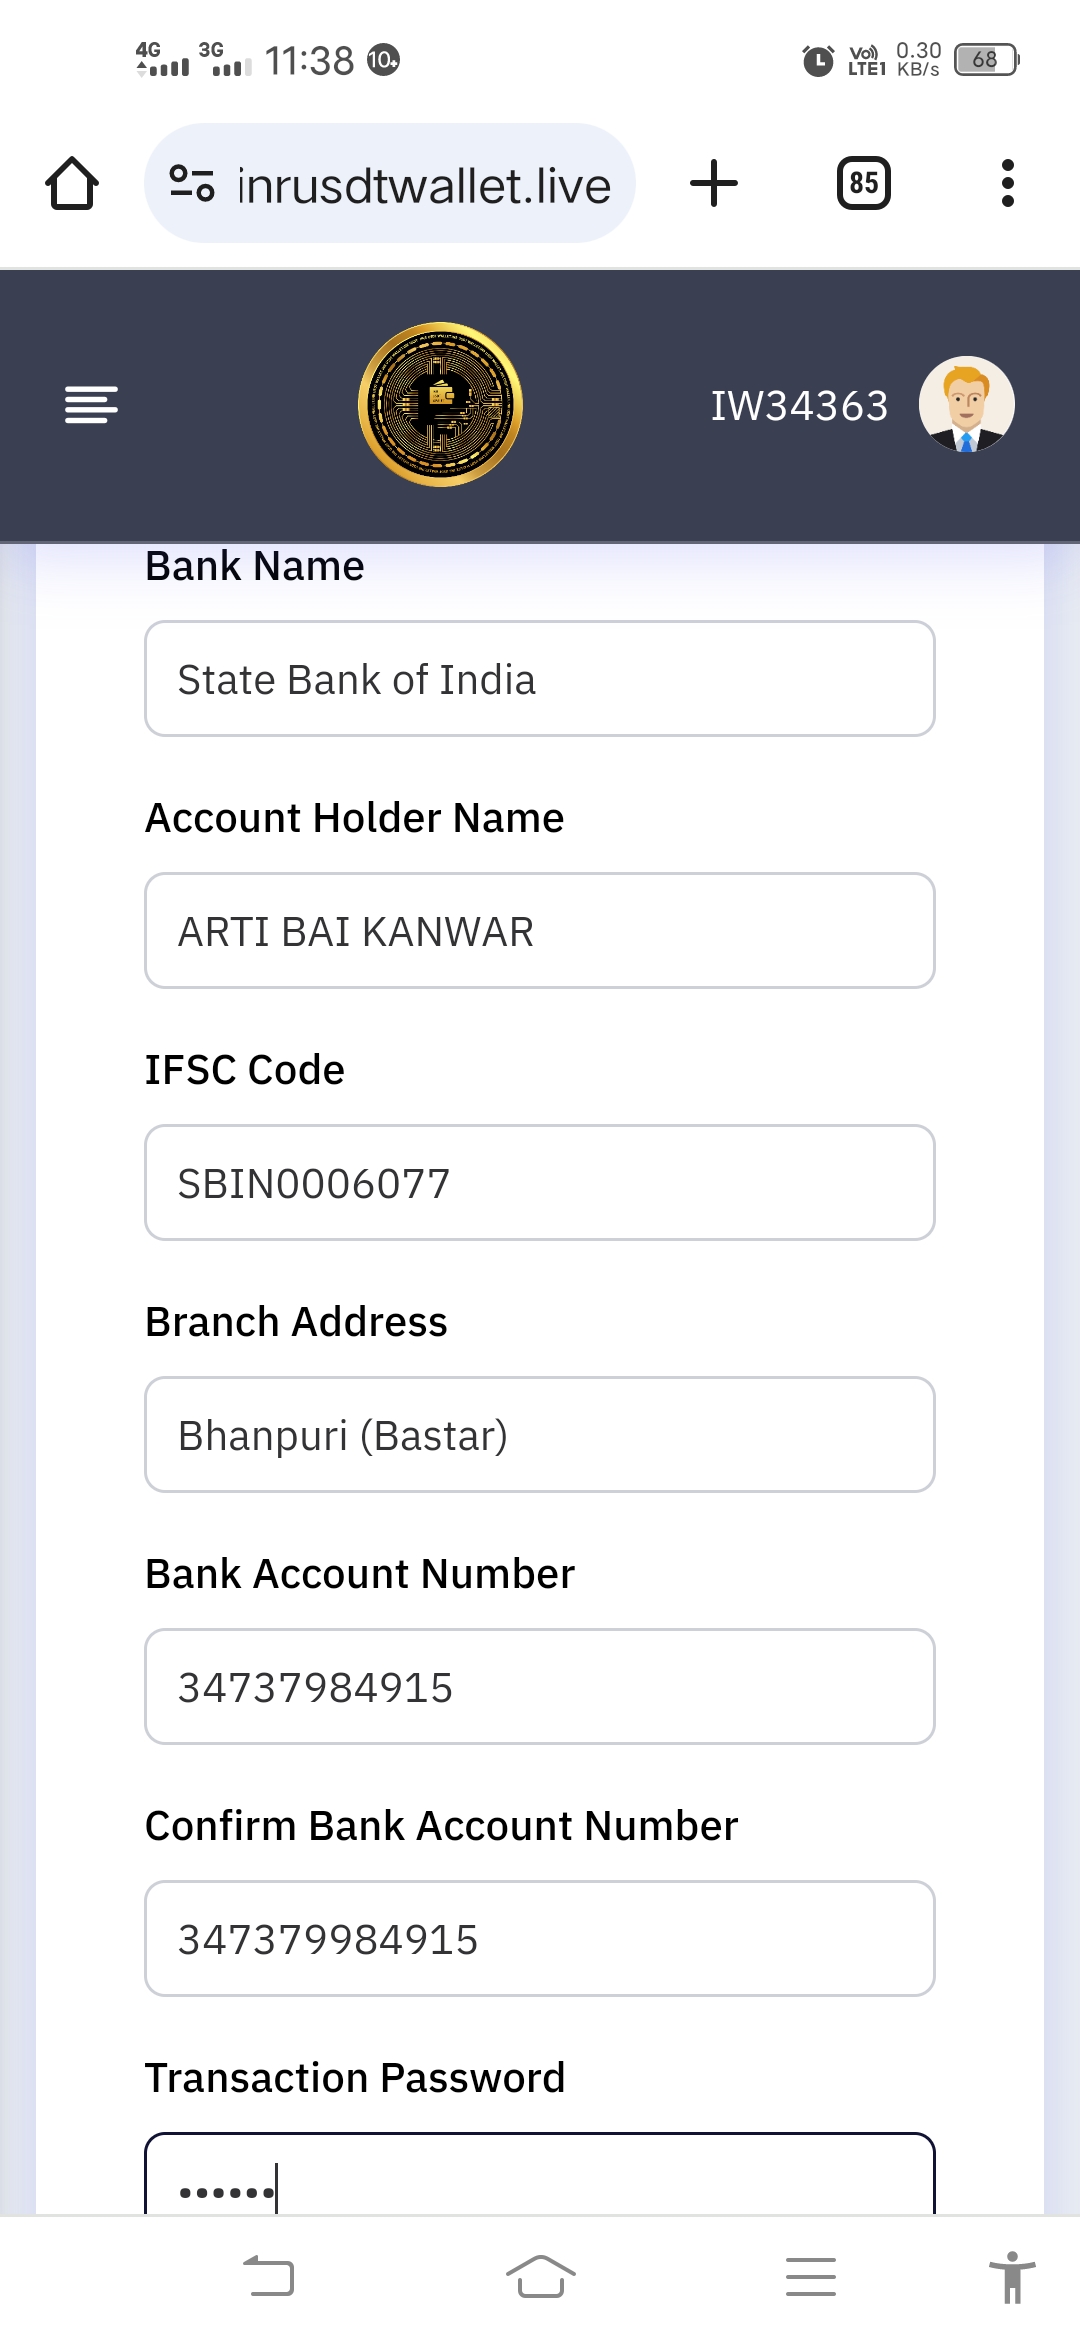 4G 3G 11:38 10+ Vo)) LTE1 0.30 KB/s 68
inrusdtwallet.live 85
IW34363
Bank Name
State Bank of India
Account Holder Name
ARTI BAI KANWAR
IFSC Code
SBIN0006077
Branch Address
Bhanpuri (Bastar)
Bank Account Number
34737984915
Confirm Bank Account Number
347379984915
Transaction Password
••••••